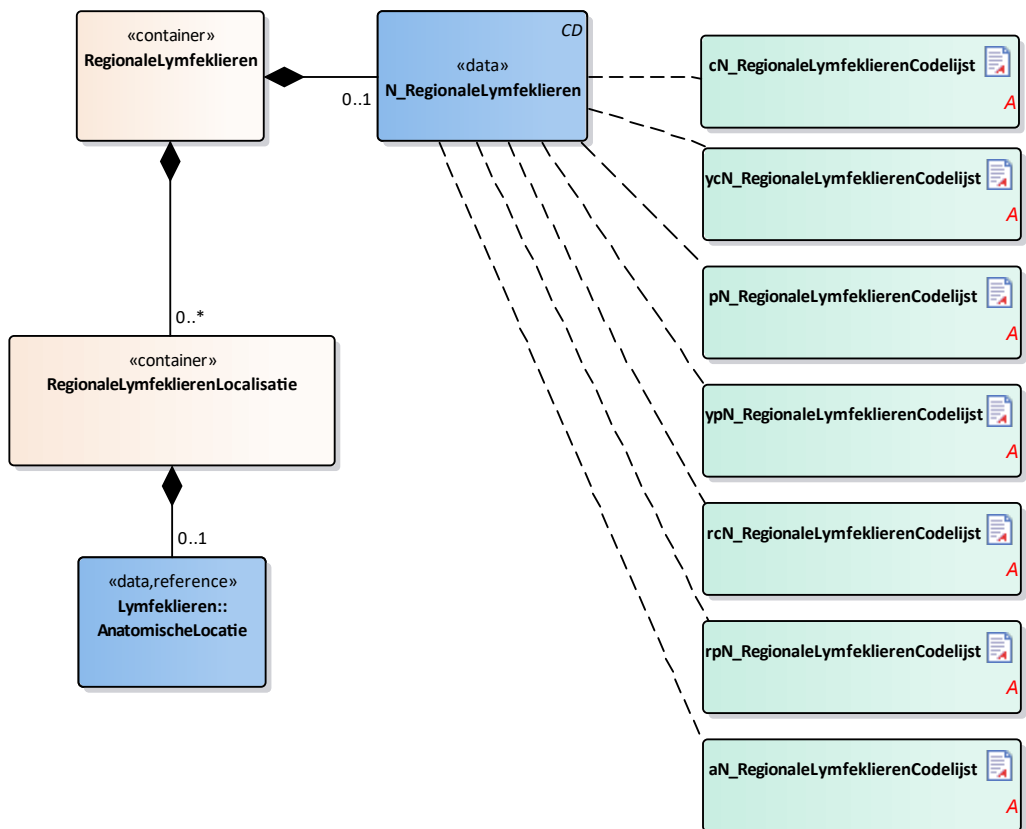 «container»
RegionaleLymfeklieren
0..1
CD
«data»
N_RegionaleLymfeklieren
cN_RegionaleLymfeklierenCodelijst
A
ycN_RegionaleLymfeklierenCodelijst
A
pN_RegionaleLymfeklierenCodelijst
A
0..*
«container»
RegionaleLymfeklierenLocalisatie
ypN_RegionaleLymfeklierenCodelijst
A
rcN_RegionaleLymfeklierenCodelijst
A
0..1
«data,reference»
Lymfeklieren::
AnatomischeLocatie
rpN_RegionaleLymfeklierenCodelijst
A
aN_RegionaleLymfeklierenCodelijst
A